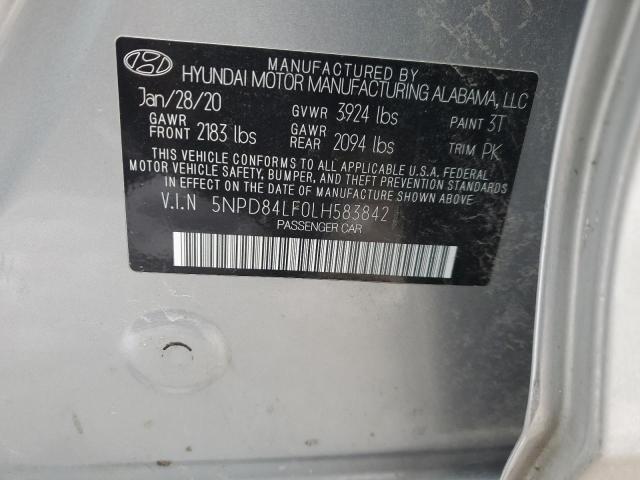 MANUFACTURED BY
HYUNDAI MOTOR MANUFACTURING ALABAMA, LLC
Jan/28/20 GVWR 3924 lbs PAINT 3T
GAWR FRONT 2183 lbs GAWR REAR 2094 lbs TRIM PK
THIS VEHICLE CONFORMS TO ALL APPLICABLE U.S.A. FEDERAL
MOTOR VEHICLE SAFETY, BUMPER, AND THEFT PREVENTION STANDARDS
IN EFFECT ON THE DATE OF MANUFACTURE SHOWN ABOVE.
V.I.N 5NPD84LF0LH583842
PASSENGER CAR